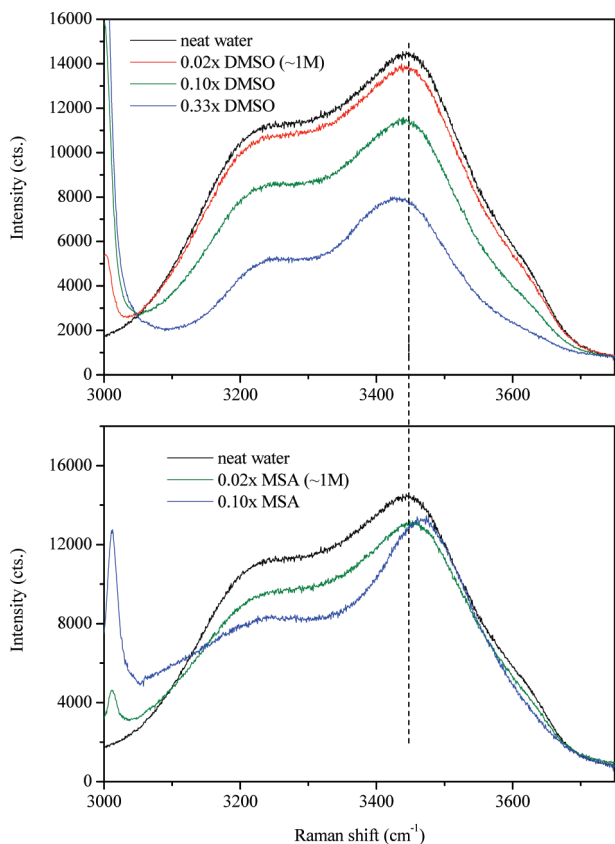 16000
14000
12000
10000
8000
6000
4000
2000
0
Intensity (cts.)
neat water
0.02x DMSO (~1M)
0.10x DMSO
0.33x DMSO
3000
3200
3400
3600
16000
12000
8000
4000
0
Intensity (cts.)
neat water
0.02x MSA (~1M)
0.10x MSA
3000
3200
3400
3600
Raman shift (cm⁻¹)